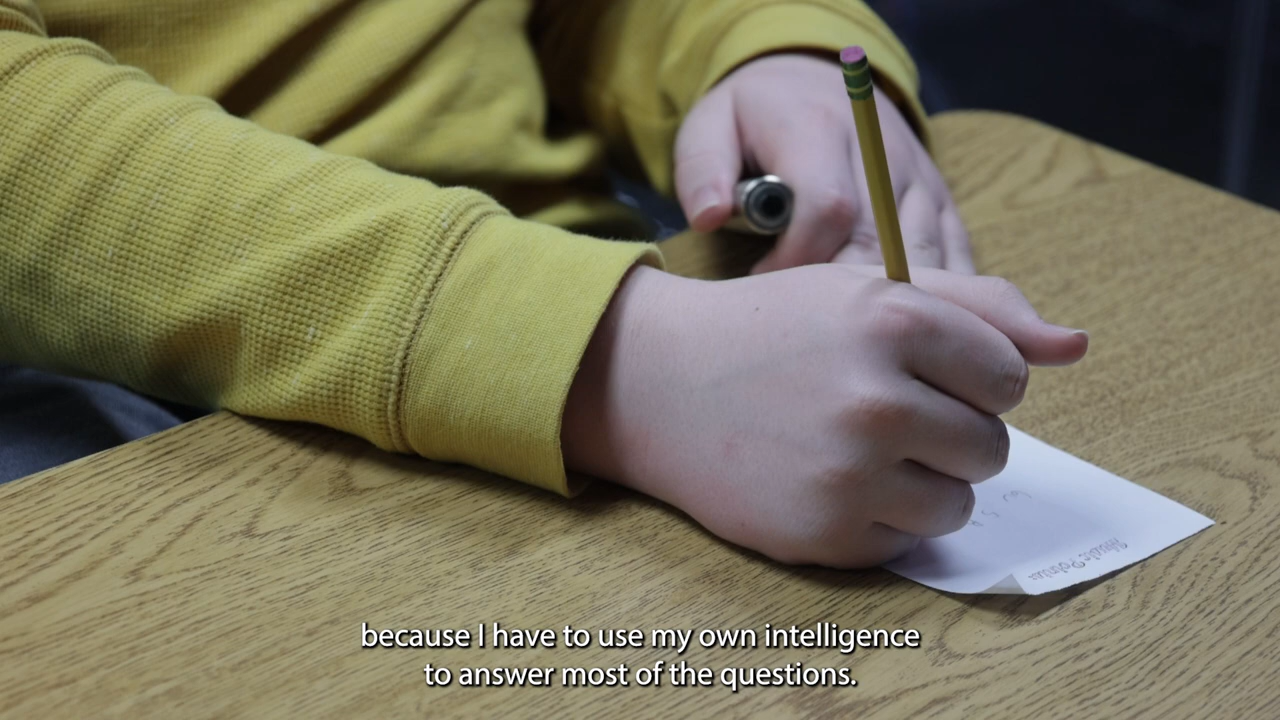 because I have to use my own intelligence
to answer most of the questions.